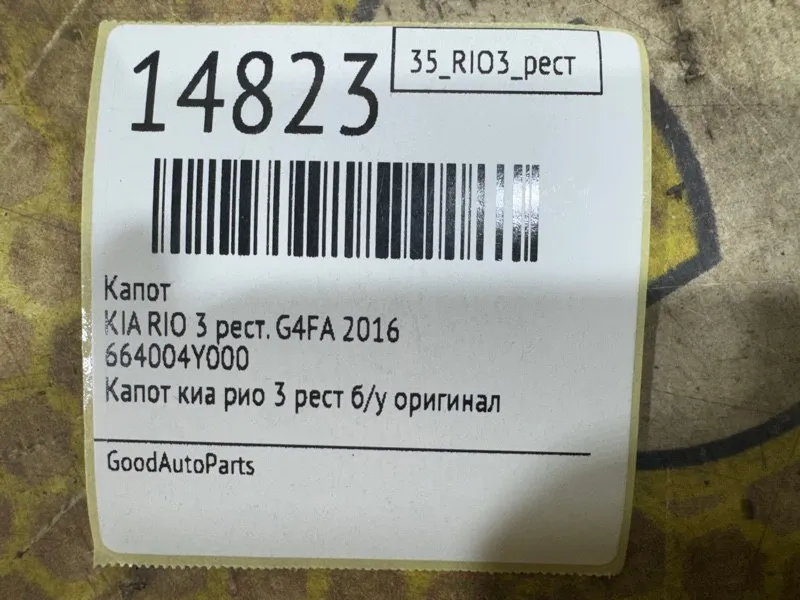 14823
35_RIO3_рест
Капот
KIA RIO 3 рест. G4FA 2016
664004Y000
Капот киа рио 3 рест б/у оригинал
GoodAutoParts